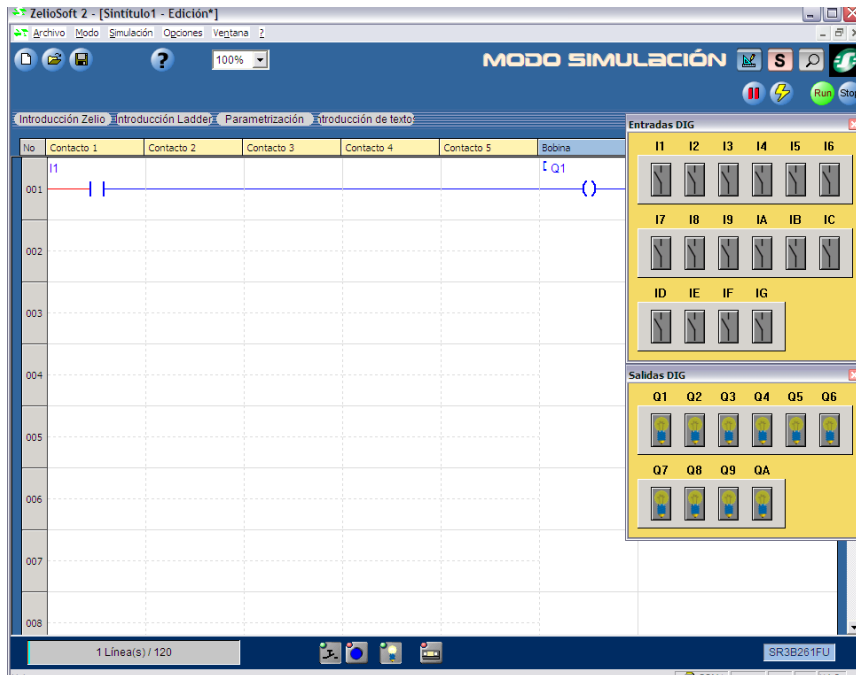 ZelioSoft 2 - [Sintítulo1 - Edición*]
Archivo Modo Simulación Opciones Ventana ?
? 100% MODO SIMULACIÓN S
Run Stop
Introducción Zelio Introducción Ladder Parametrización ntroducción de texto
No Contacto 1 Contacto 2 Contacto 3 Contacto 4 Contacto 5 Bobina
001 I1 [ Q1
002
003
004
005
006
007
008
Entradas DIG
I1 I2 I3 I4 I5 I6
I7 I8 I9 IA IB IC
ID IE IF IG
Salidas DIG
Q1 Q2 Q3 Q4 Q5 Q6
Q7 Q8 Q9 QA
1 Línea(s) / 120
SR3B261FU